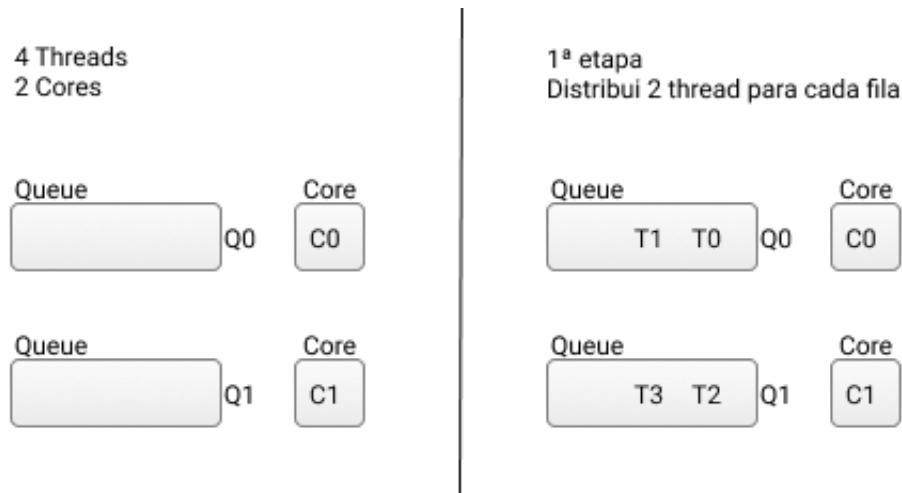 4 Threads
2 Cores
Queue
Core
Q0
C0
Queue
Core
Q1
C1
1ª etapa
Distribui 2 thread para cada fila
Queue
Core
T1 T0
Q0
C0
Queue
Core
T3 T2
Q1
C1